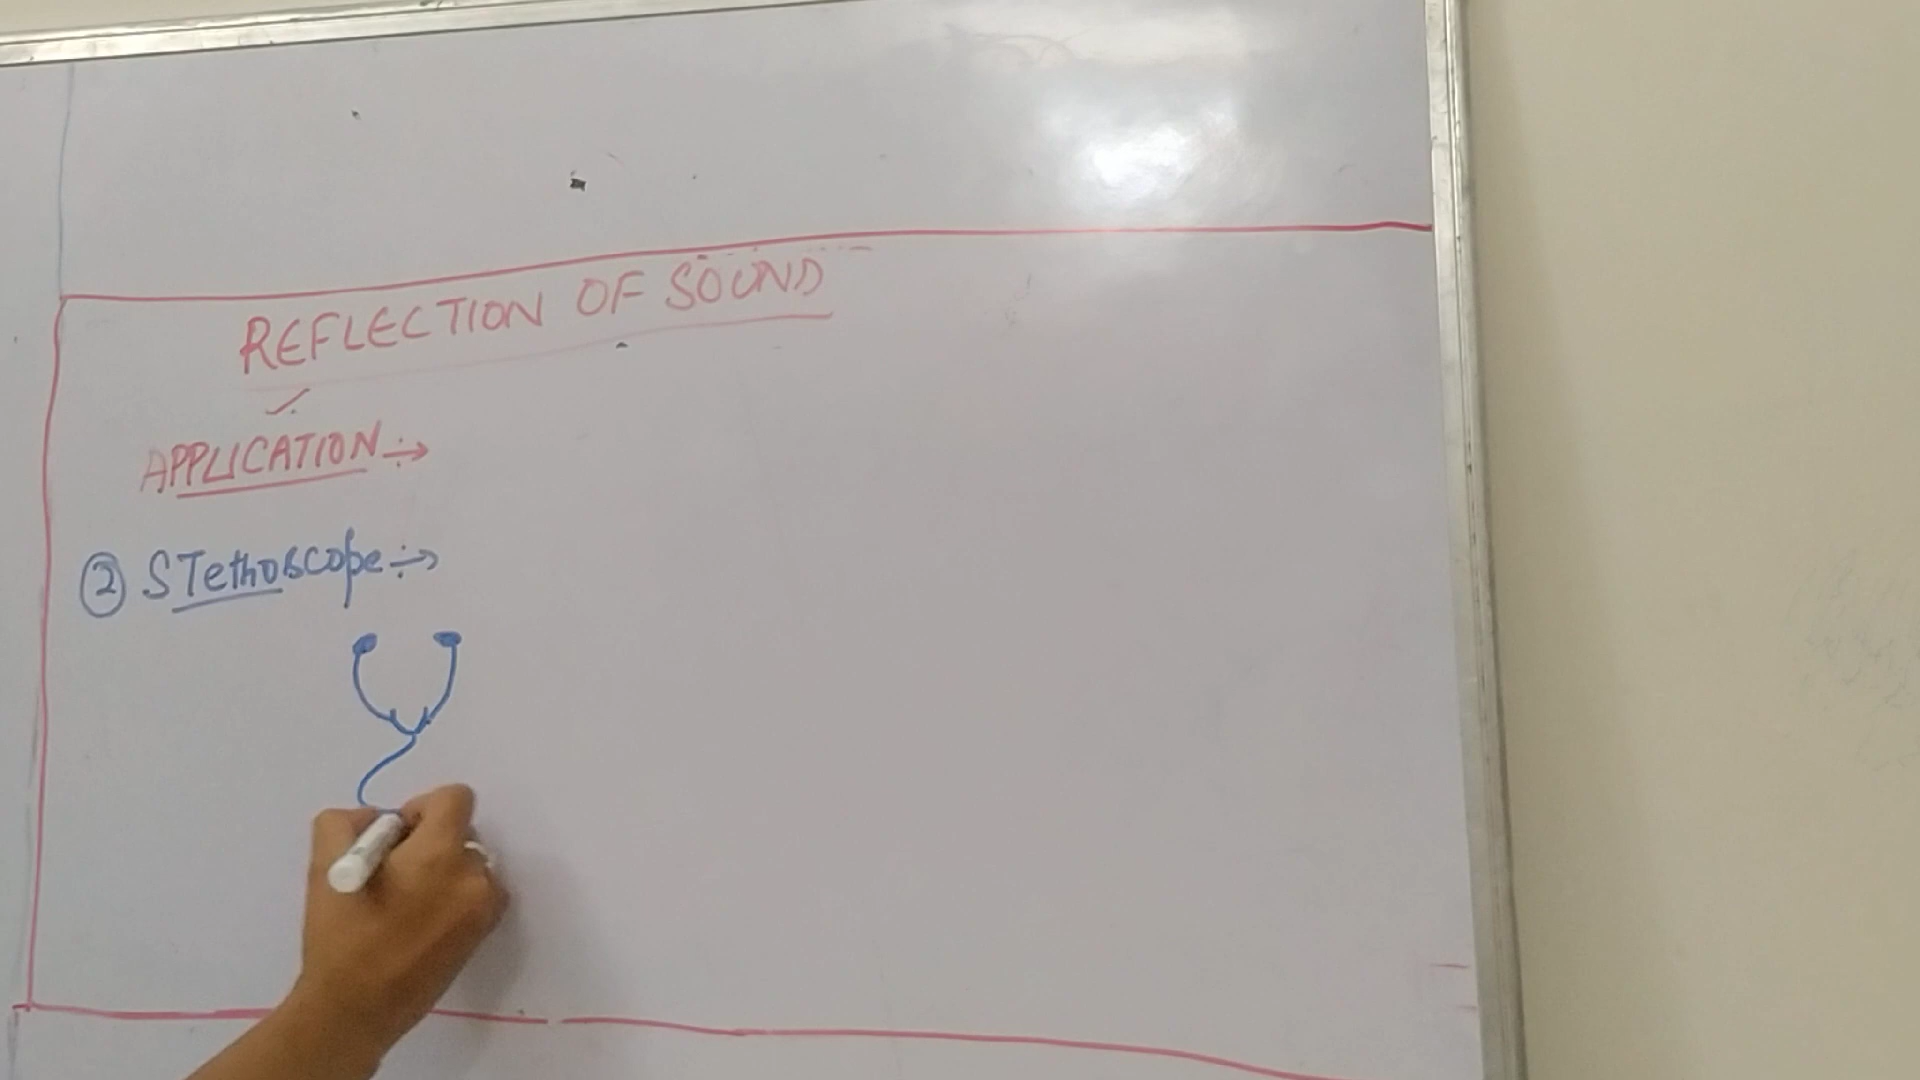 REFLECTION OF SOUND
APPLICATION ÷→
② STethoscope ÷→